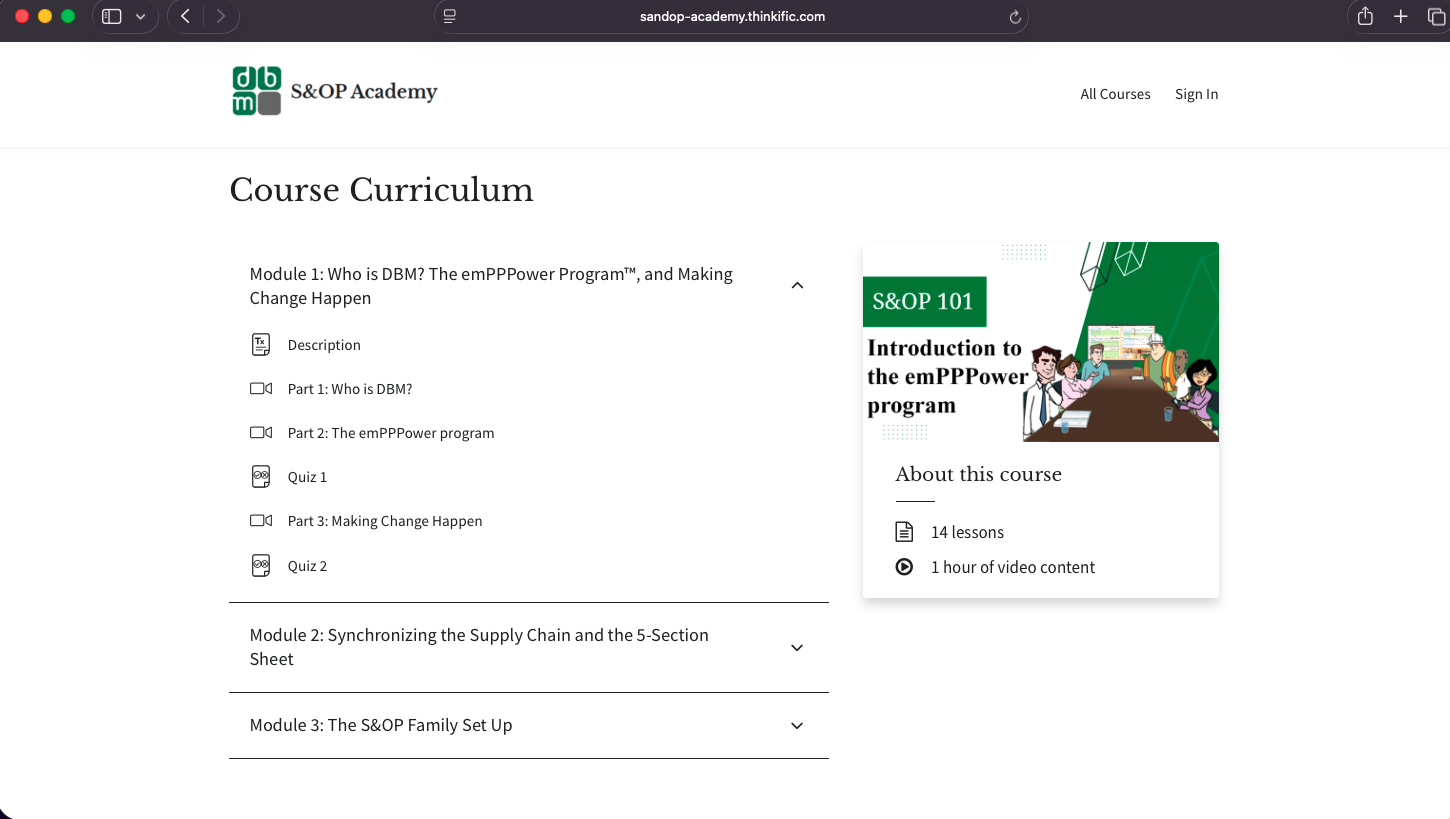 sandop-academy.thinkific.com
dbm
S&OP Academy
All Courses
Sign In
Course Curriculum
Module 1: Who is DBM? The emPPPower Program™, and Making
Change Happen
Description
Part 1: Who is DBM?
Part 2: The emPPPower program
Quiz 1
Part 3: Making Change Happen
Quiz 2
Module 2: Synchronizing the Supply Chain and the 5-Section
Sheet
Module 3: The S&OP Family Set Up
S&OP 101
Introduction to
the emPPPower
program
About this course
14 lessons
1 hour of video content